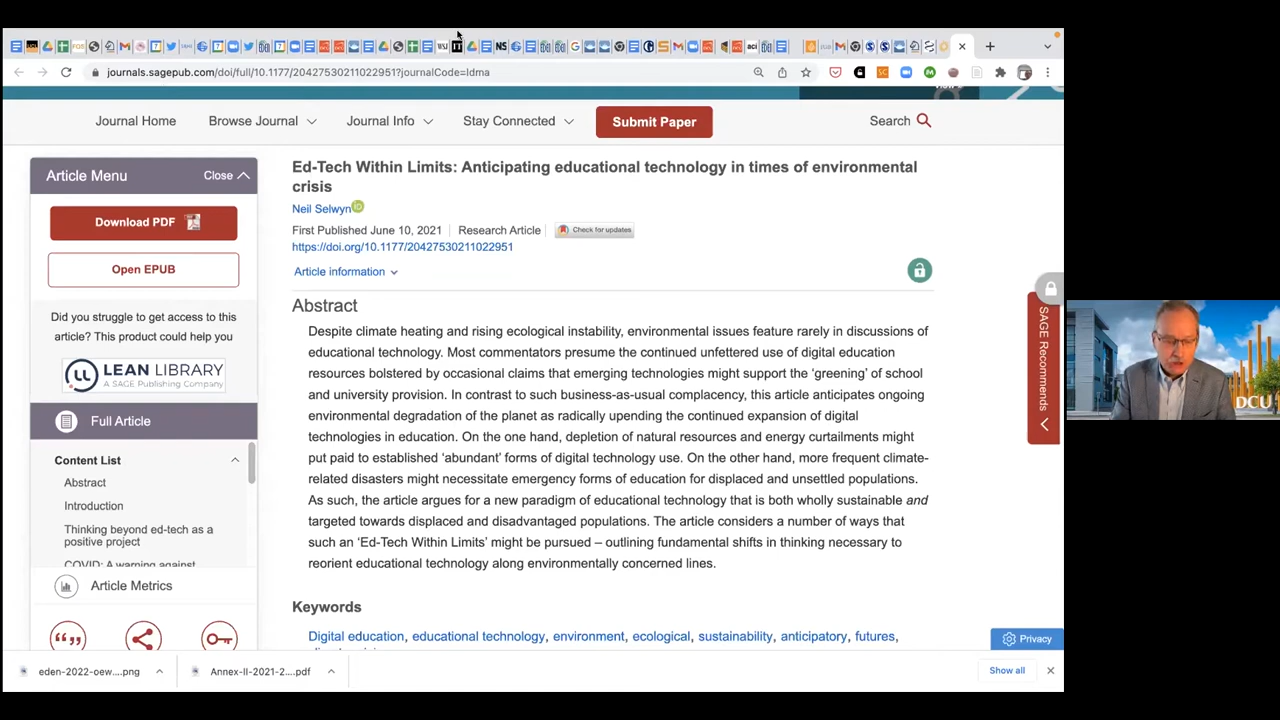 journals.sagepub.com/doi/full/10.1177/20427530211022951?journalCode=ldma
Journal Home
Browse Journal
Journal Info
Stay Connected
Submit Paper
Search
Article Menu
Close
Download PDF
Open EPUB
Did you struggle to get access to this
article? This product could help you
LEAN LIBRARY
A SAGE Publishing Company
Full Article
Content List
Abstract
Introduction
Thinking beyond ed-tech as a
positive project
COVID: A warning against
Article Metrics
Ed-Tech Within Limits: Anticipating educational technology in times of environmental
crisis
Neil Selwyn
First Published June 10, 2021
Research Article
Check for updates
https://doi.org/10.1177/20427530211022951
Article information
Abstract
Despite climate heating and rising ecological instability, environmental issues feature rarely in discussions of
educational technology. Most commentators presume the continued unfettered use of digital education
resources bolstered by occasional claims that emerging technologies might support the ‘greening’ of school
and university provision. In contrast to such business-as-usual complacency, this article anticipates ongoing
environmental degradation of the planet as radically upending the continued expansion of digital
technologies in education. On the one hand, depletion of natural resources and energy curtailments might
put paid to established ‘abundant’ forms of digital technology use. On the other hand, more frequent climate-
related disasters might necessitate emergency forms of education for displaced and unsettled populations.
As such, the article argues for a new paradigm of educational technology that is both wholly sustainable and
targeted towards displaced and disadvantaged populations. The article considers a number of ways that
such an ‘Ed-Tech Within Limits’ might be pursued – outlining fundamental shifts in thinking necessary to
reorient educational technology along environmentally concerned lines.
Keywords
Digital education, educational technology, environment, ecological, sustainability, anticipatory, futures,
SAGE Recommends
Privacy
eden-2022-oew....png
Annex-II-2021-2....pdf
Show all
DCU